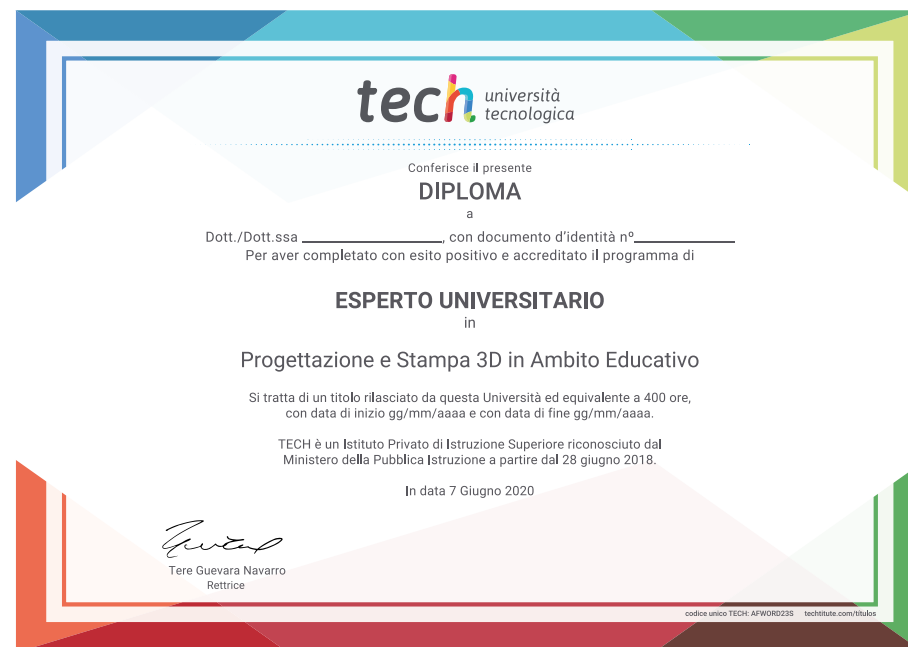 tech università
tecnologica
Conferisce il presente
DIPLOMA
a
Dott./Dott.ssa ____________________, con documento d'identità nº______________
Per aver completato con esito positivo e accreditato il programma di
ESPERTO UNIVERSITARIO
in
Progettazione e Stampa 3D in Ambito Educativo
Si tratta di un titolo rilasciato da questa Università ed equivalente a 400 ore,
con data di inizio gg/mm/aaaa e con data di fine gg/mm/aaaa.
TECH è un Istituto Privato di Istruzione Superiore riconosciuto dal
Ministero della Pubblica Istruzione a partire dal 28 giugno 2018.
In data 7 Giugno 2020
Tere Guevara Navarro
Rettrice
codice unico TECH: AFWORD23S techtitute.com/titulos